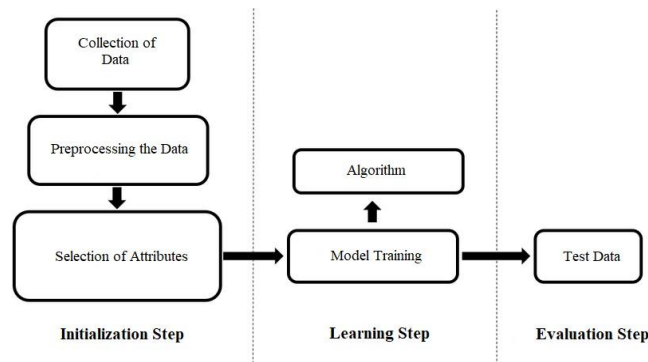 Collection of
Data
Preprocessing the Data
Selection of Attributes
Initialization Step
Algorithm
Model Training
Learning Step
Test Data
Evaluation Step